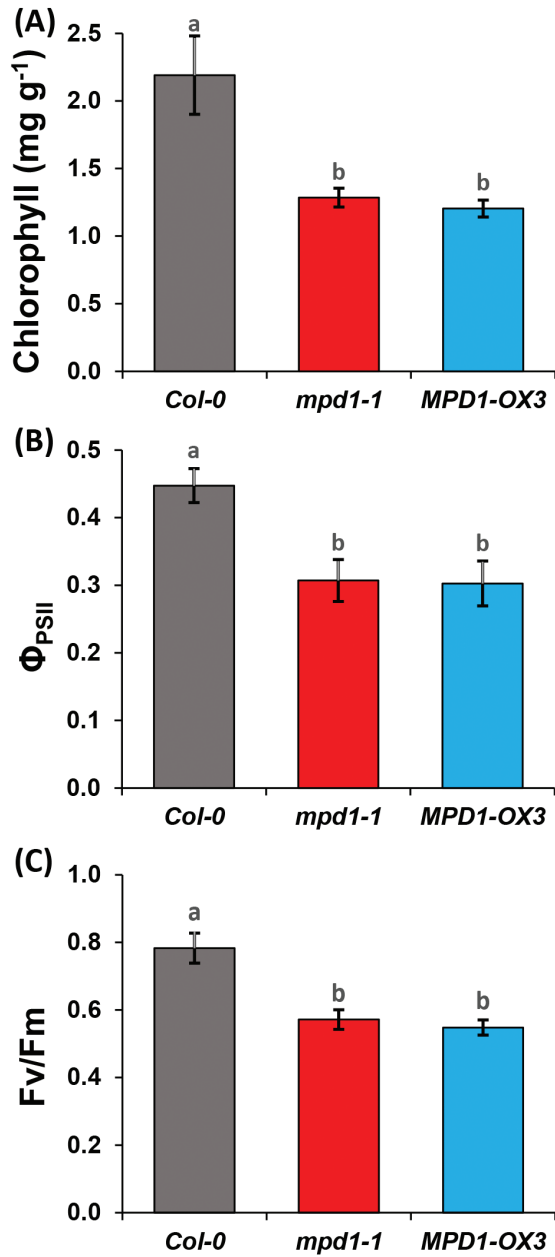 (A)
Chlorophyll (mg g⁻¹)
2.5
2.0
1.5
1.0
0.5
0.0
a
b
b
Col-0
mpd1-1
MPD1-OX3
(B)
ΦPSII
0.5
0.4
0.3
0.2
0.1
0.0
a
b
b
Col-0
mpd1-1
MPD1-OX3
(C)
Fv/Fm
1.0
0.8
0.6
0.4
0.2
0.0
a
b
b
Col-0
mpd1-1
MPD1-OX3